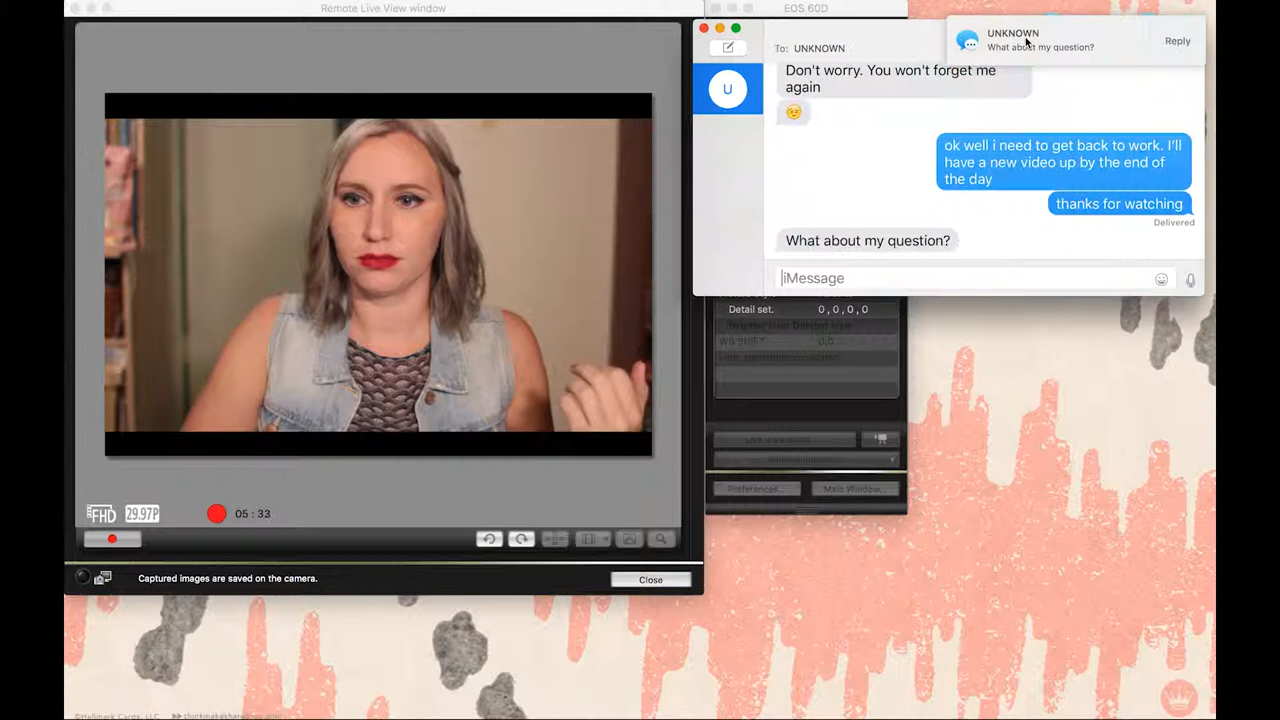 Remote Live View window
EOS 60D
To: UNKNOWN
UNKNOWN
What about my question?
Reply
U
Don't worry. You won't forget me
again
ok well i need to get back to work. I'll
have a new video up by the end of
the day
thanks for watching
Delivered
What about my question?
iMessage
Detail set. 0,0,0,0
Preferences... Main Window...
FHD 29.97P 05 : 33
Captured images are saved on the camera.
Close
©Hallmark Cards, LLC